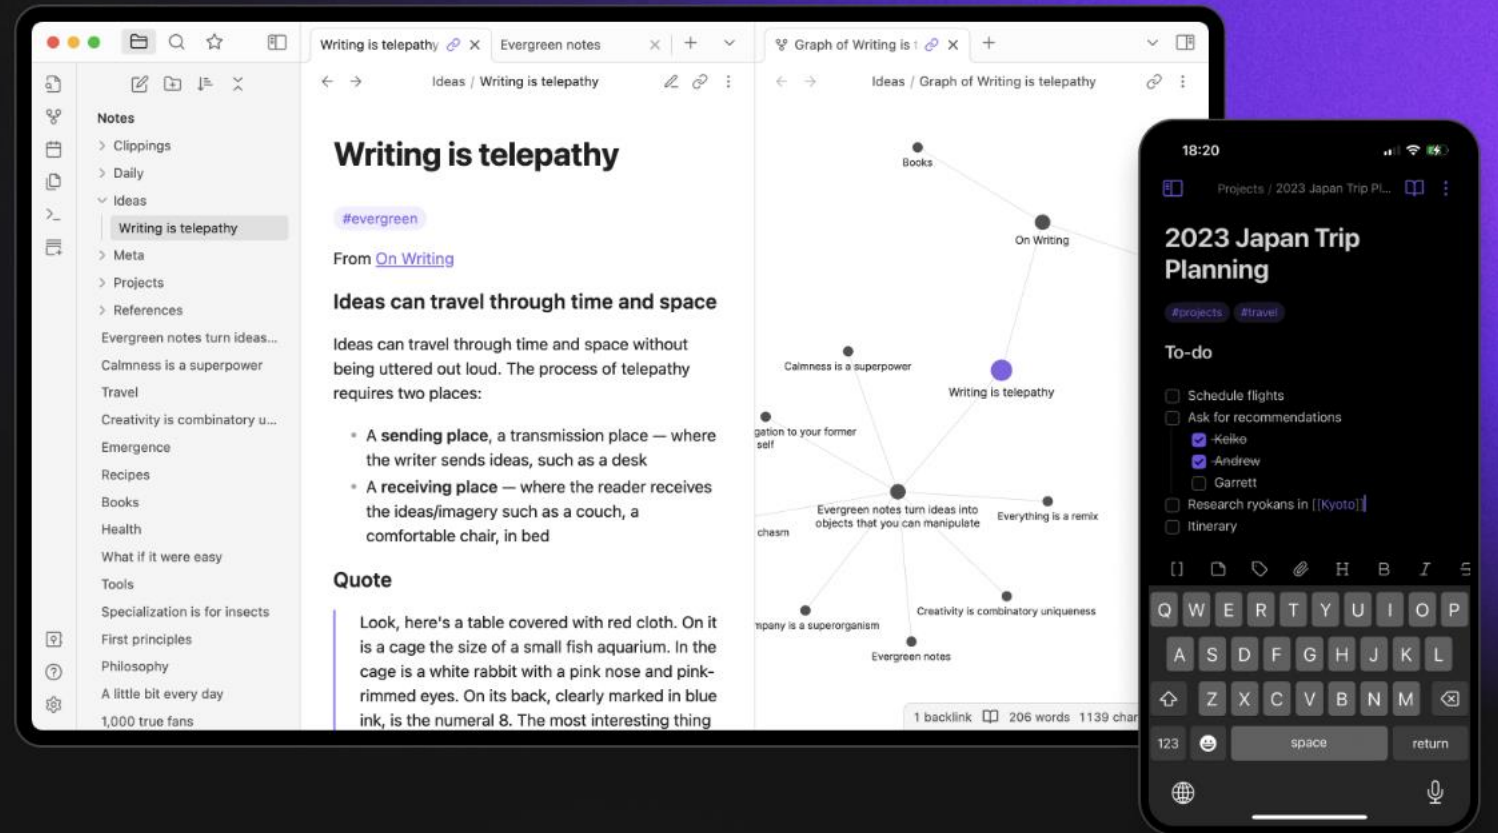 Writing is telepathy
Evergreen notes
Graph of Writing is
Ideas / Writing is telepathy
Ideas / Graph of Writing is telepathy
Notes
Clippings
Daily
Ideas
Writing is telepathy
Meta
Projects
References
Evergreen notes turn ideas...
Calmness is a superpower
Travel
Creativity is combinatory u...
Emergence
Recipes
Books
Health
What if it were easy
Tools
Specialization is for insects
First principles
Philosophy
A little bit every day
1,000 true fans
Writing is telepathy
#evergreen
From On Writing
Ideas can travel through time and space
Ideas can travel through time and space without
being uttered out loud. The process of telepathy
requires two places:
• A sending place, a transmission place — where
the writer sends ideas, such as a desk
• A receiving place — where the reader receives
the ideas/imagery such as a couch, a
comfortable chair, in bed
Quote
Look, here's a table covered with red cloth. On it
is a cage the size of a small fish aquarium. In the
cage is a white rabbit with a pink nose and pink-
rimmed eyes. On its back, clearly marked in blue
ink, is the numeral 8. The most interesting thing
Books
On Writing
Calmness is a superpower
Writing is telepathy
gation to your former
self
Evergreen notes turn ideas into
objects that you can manipulate
Everything is a remix
chasm
Creativity is combinatory uniqueness
mpany is a superorganism
Evergreen notes
1 backlink 206 words 1139 char
18:20
Projects / 2023 Japan Trip Pl...
2023 Japan Trip
Planning
#projects #travel
To-do
Schedule flights
Ask for recommendations
Keiko
Andrew
Garrett
Research ryokans in [[Kyoto]]
Itinerary
[] H B I S
Q W E R T Y U I O P
A S D F G H J K L
Z X C V B N M
123 space return